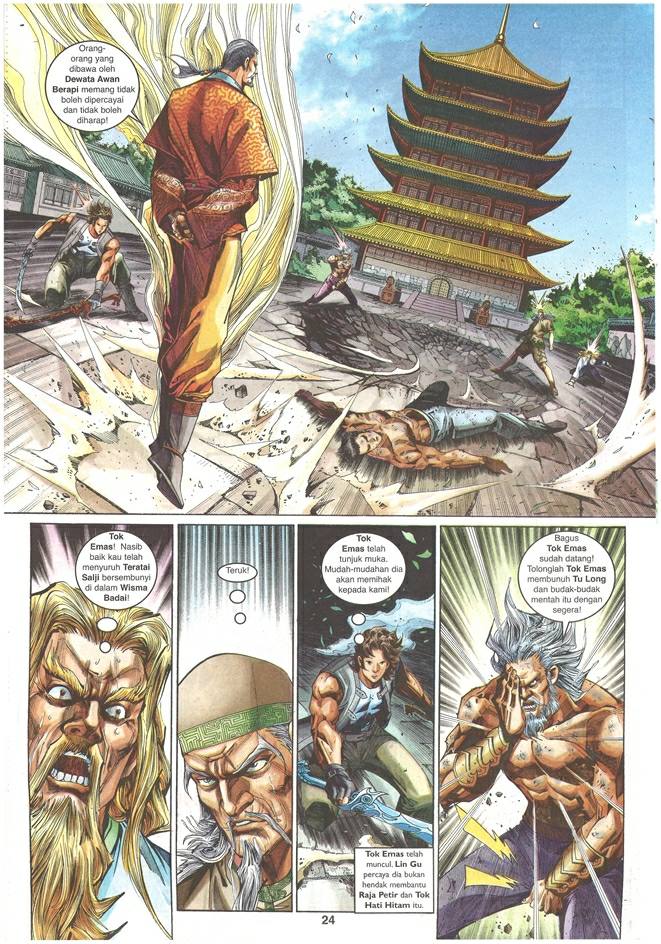 Orang-
orang yang
dibawa oleh
Dewata Awan
Berapi memang tidak
boleh dipercayai
dan tidak boleh
diharap!
Tok
Emas! Nasib
baik kau telah
menyuruh Teratai
Salji bersembunyi
di dalam Wisma
Badai!
Teruk!
Tok
Emas telah
tunjuk muka.
Mudah-mudahan dia
akan memihak
kepada kami!
Tok Emas telah
muncul. Lin Gu
percaya dia bukan
hendak membantu
Raja Petir dan Tok
Hati Hitam itu.
Bagus
Tok Emas
sudah datang!
Tolonglah Tok Emas
membunuh Tu Long
dan budak-budak
mentah itu dengan
segera!
24